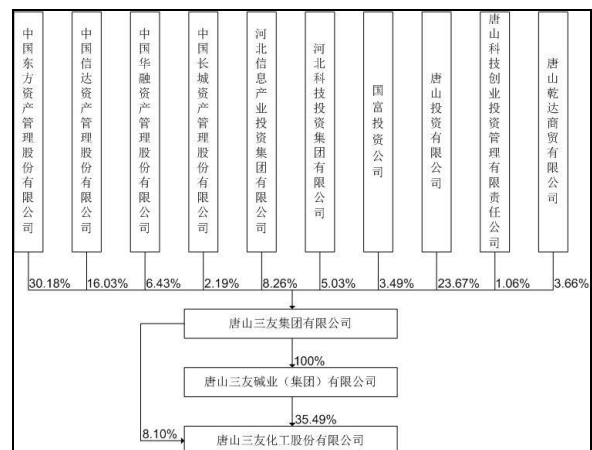 中国东方资产管理股份有限公司
中国信达资产管理股份有限公司
中国华融资产管理股份有限公司
中国长城资产管理股份有限公司
河北信息产业投资集团有限公司
河北科技投资集团有限公司
国富投资公司
唐山投资有限公司
唐山科技创业投资管理有限责任公司
唐山乾达商贸有限公司
30.18% 16.03% 6.43% 2.19% 8.26% 5.03% 3.49% 23.67% 1.06% 3.66%
唐山三友集团有限公司
100%
唐山三友碱业（集团）有限公司
35.49%
8.10%
唐山三友化工股份有限公司